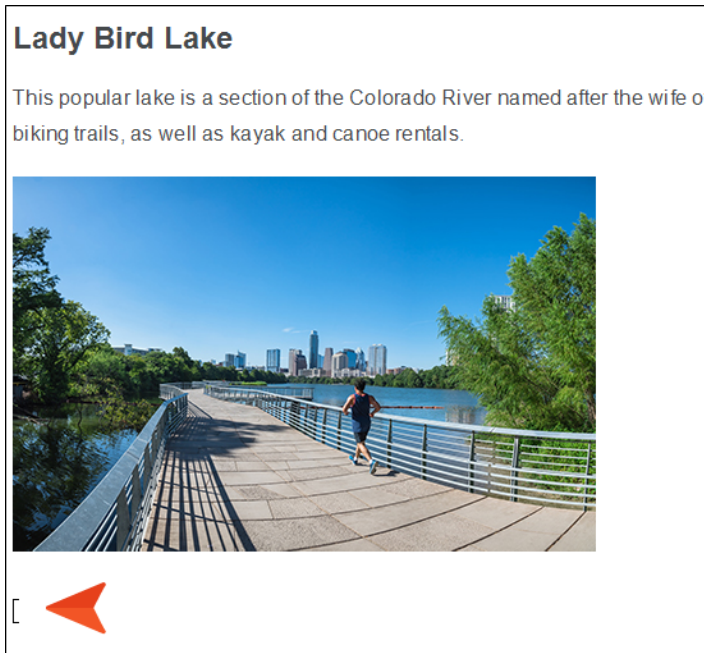 Lady Bird Lake
This popular lake is a section of the Colorado River named after the wife o
biking trails, as well as kayak and canoe rentals.